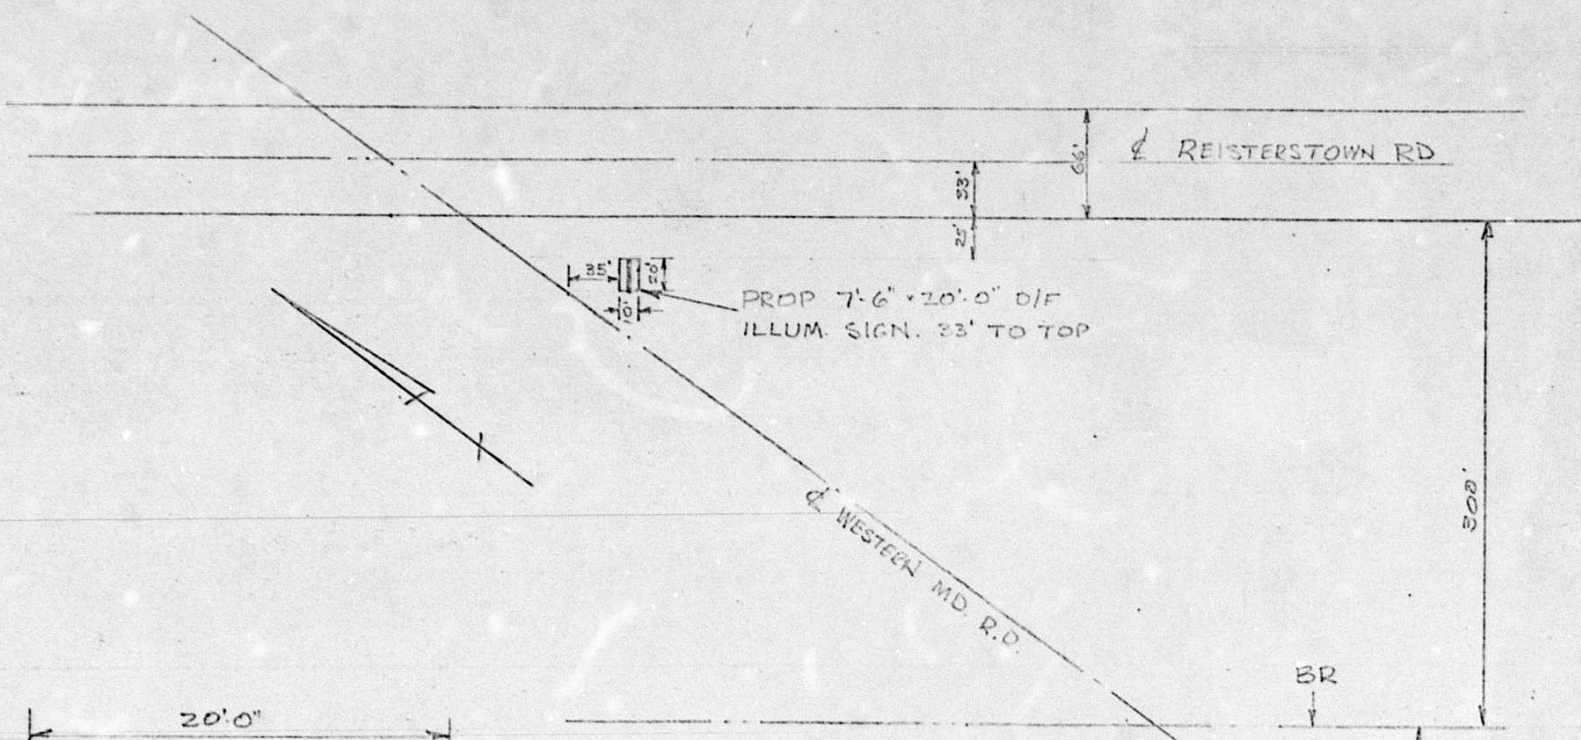 ℄ REISTERSTOWN RD
66'
33'
25'
35'
20'
10'
PROP 7'-6" × 20'-0" D/F
ILLUM. SIGN. 33' TO TOP
300'
℄ WESTERN MD. R.D.
BR
20'-0"